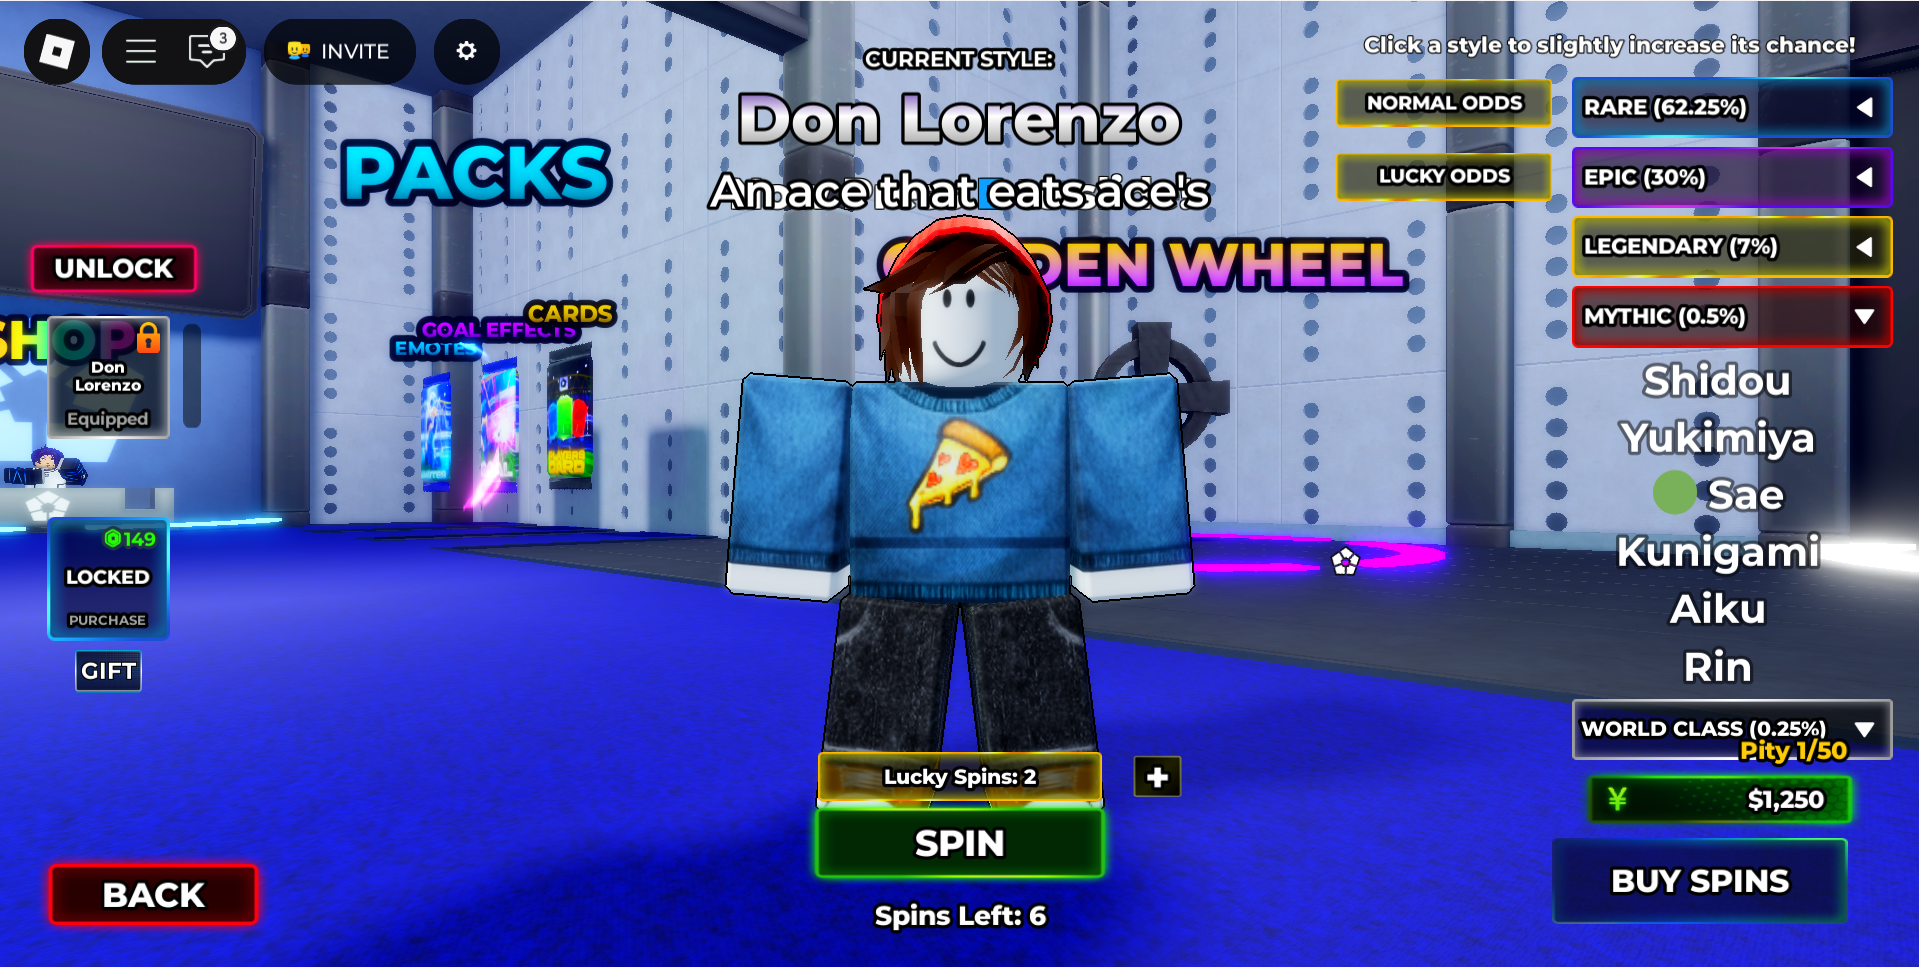 3
INVITE
CURRENT STYLE:
Don Lorenzo
An ace that eats ace's
Click a style to slightly increase its chance!
NORMAL ODDS
LUCKY ODDS
RARE (62.25%)
EPIC (30%)
LEGENDARY (7%)
MYTHIC (0.5%)
Shidou
Yukimiya
Sae
Kunigami
Aiku
Rin
WORLD CLASS (0.25%)
Pity 1/50
¥ $1,250
BUY SPINS
PACKS
WHEEL
UNLOCK
SHOP
Don
Lorenzo
Equipped
CARDS
GOAL EFFECTS
EMOTES
149
LOCKED
PURCHASE
GIFT
BACK
Lucky Spins: 2
+
SPIN
Spins Left: 6